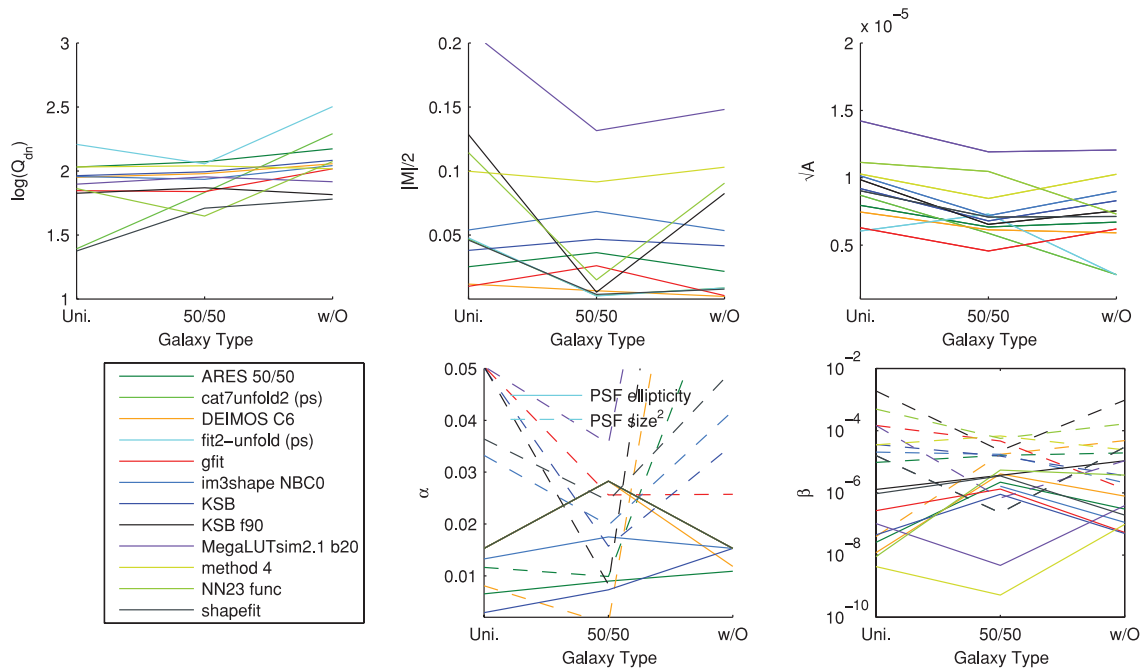 3
2.5
2
1.5
1
log(Q_dn)
Uni. 50/50 w/O
Galaxy Type
0.2
0.15
0.1
0.05
|M|/2
Uni. 50/50 w/O
Galaxy Type
x 10^−5
2
1.5
1
0.5
√A
Uni. 50/50 w/O
Galaxy Type
ARES 50/50
cat7unfold2 (ps)
DEIMOS C6
fit2−unfold (ps)
gfit
im3shape NBC0
KSB
KSB f90
MegaLUTsim2.1 b20
method 4
NN23 func
shapefit
0.05
0.04
0.03
0.02
0.01
α
PSF ellipticity
PSF size^2
Uni. 50/50 w/O
Galaxy Type
10^−2
10^−4
10^−6
10^−8
10^−10
β
Uni. 50/50 w/O
Galaxy Type